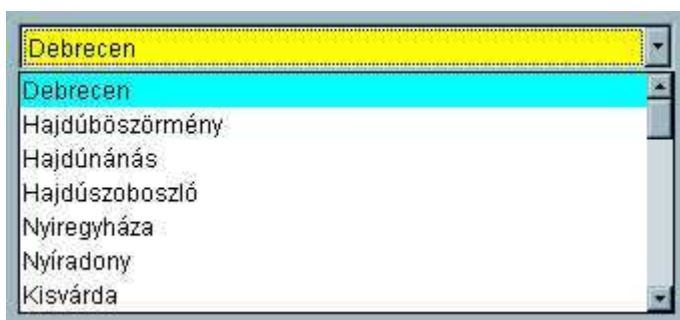 Debrecen
Debrecen
Hajdúböszörmény
Hajdúnánás
Hajdúszoboszló
Nyiregyháza
Nyíradony
Kisvárda